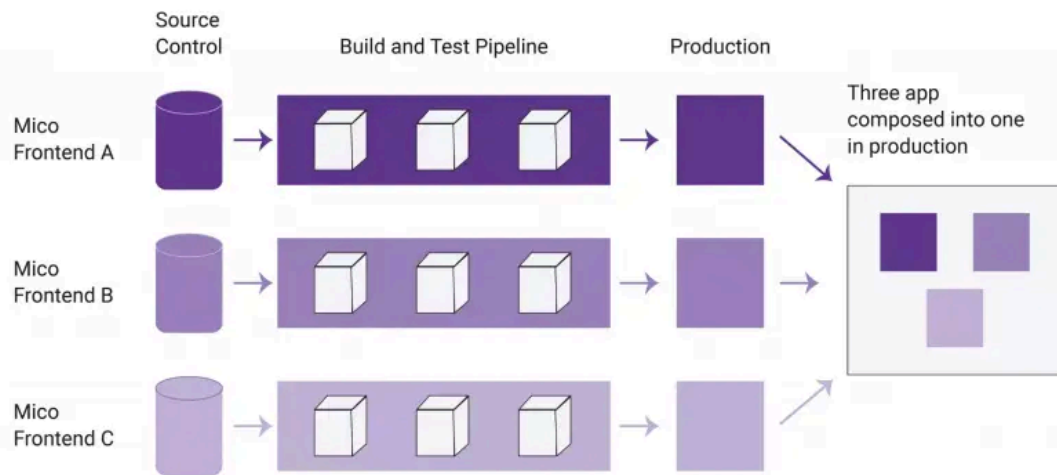 Source
Control
Build and Test Pipeline
Production
Mico
Frontend A
Three app
composed into one
in production
Mico
Frontend B
Mico
Frontend C